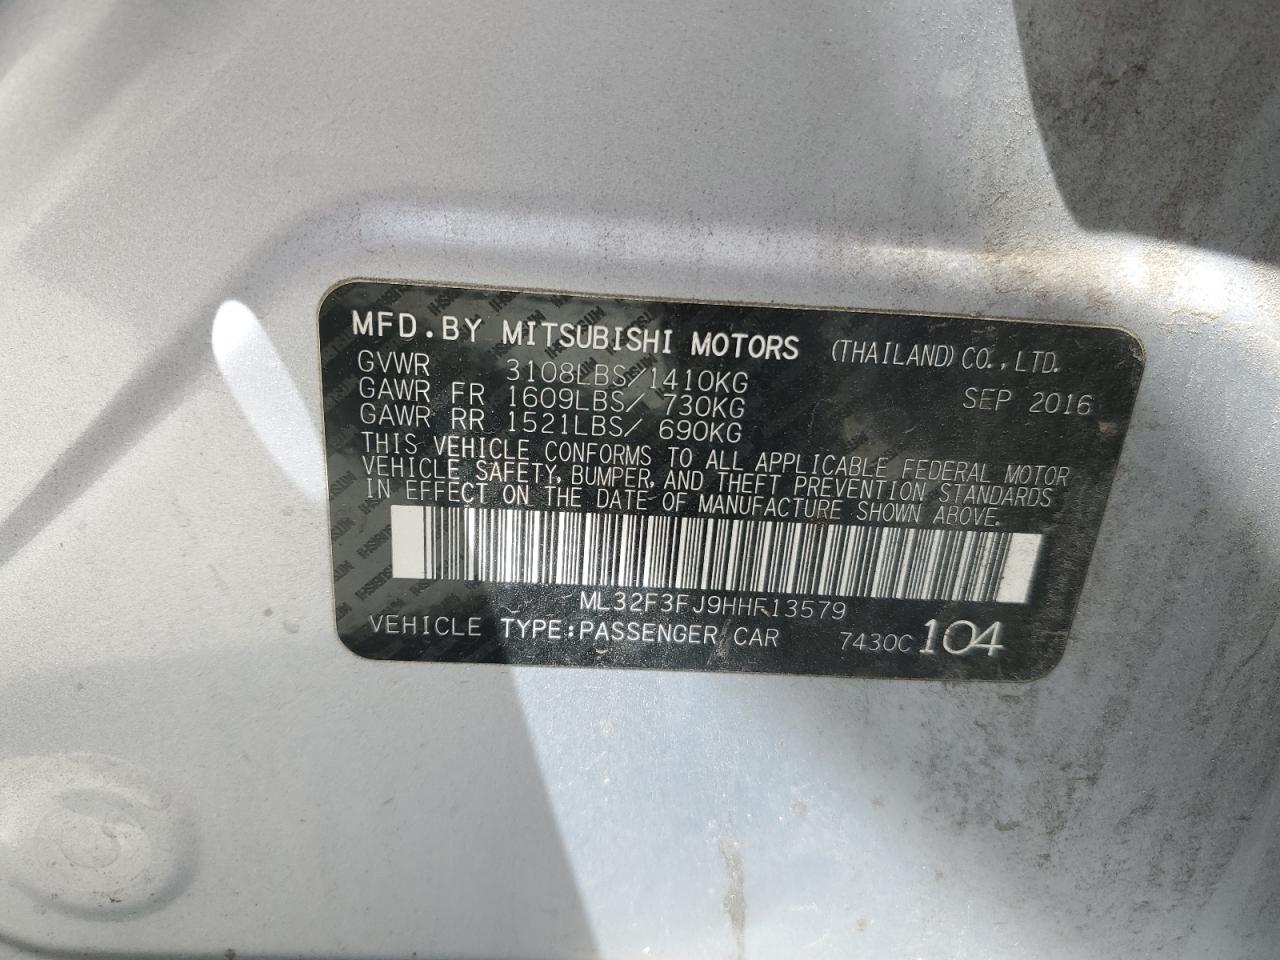 MFD.BY MITSUBISHI MOTORS (THAILAND) CO.,LTD.
GVWR 3108LBS/1410KG SEP 2016
GAWR FR 1609LBS/ 730KG
GAWR RR 1521LBS/ 690KG
THIS VEHICLE CONFORMS TO ALL APPLICABLE FEDERAL MOTOR
VEHICLE SAFETY, BUMPER, AND THEFT PREVENTION STANDARDS
IN EFFECT ON THE DATE OF MANUFACTURE SHOWN ABOVE.
ML32F3FJ9HHF13579
VEHICLE TYPE:PASSENGER CAR 7430C 104